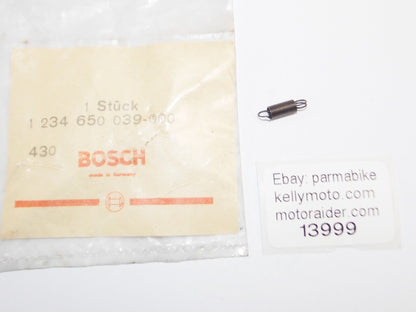 1 Stück
1 234 650 039-000
430 BOSCH
made in Germany
Ebay: parmabike
kellymoto.com
motoraider.com
13999